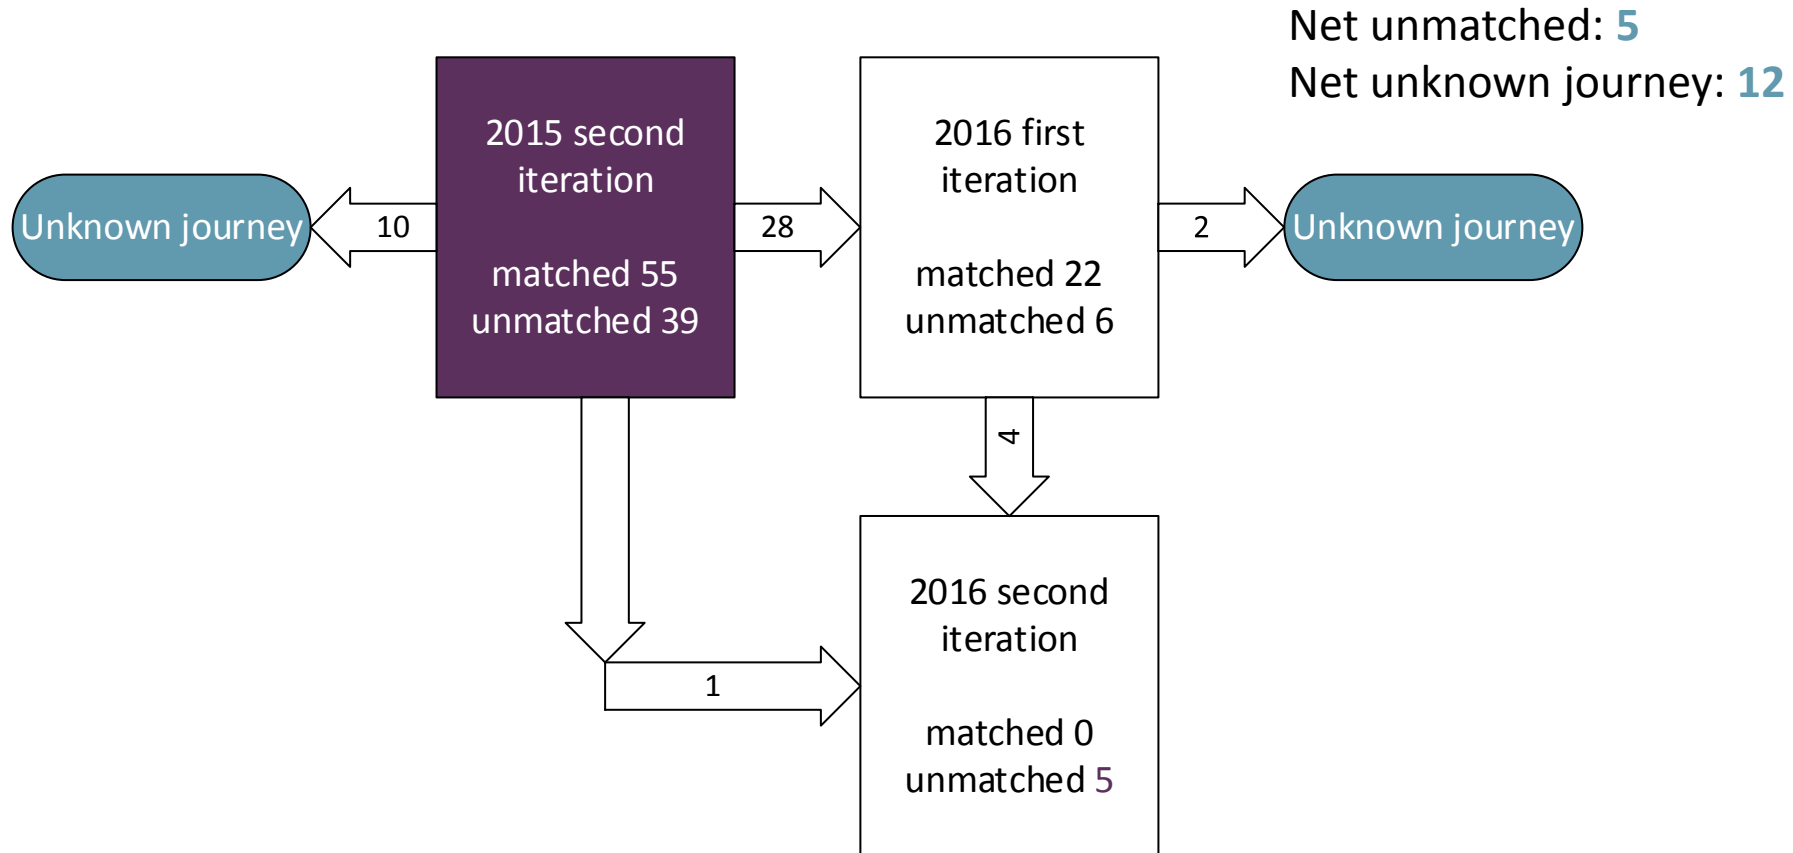 Net unmatched: 5
Net unknown journey: 12
2015 second
iteration
matched 55
unmatched 39
2016 first
iteration
matched 22
unmatched 6
Unknown journey
10
28
2
Unknown journey
4
2016 second
iteration
matched 0
unmatched 5
1